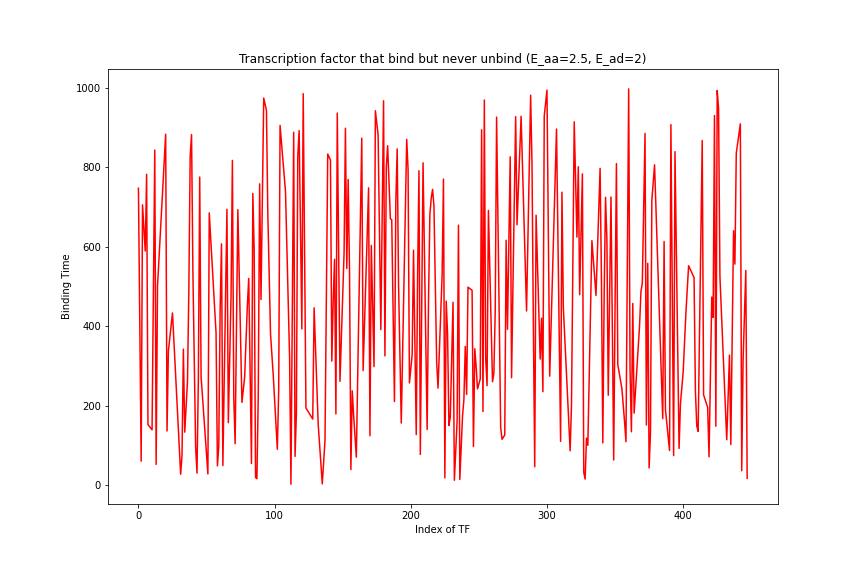 Transcription factor that bind but never unbind (E_aa=2.5, E_ad=2)
1000
800
600
400
200
0
Binding Time
0 100 200 300 400
Index of TF